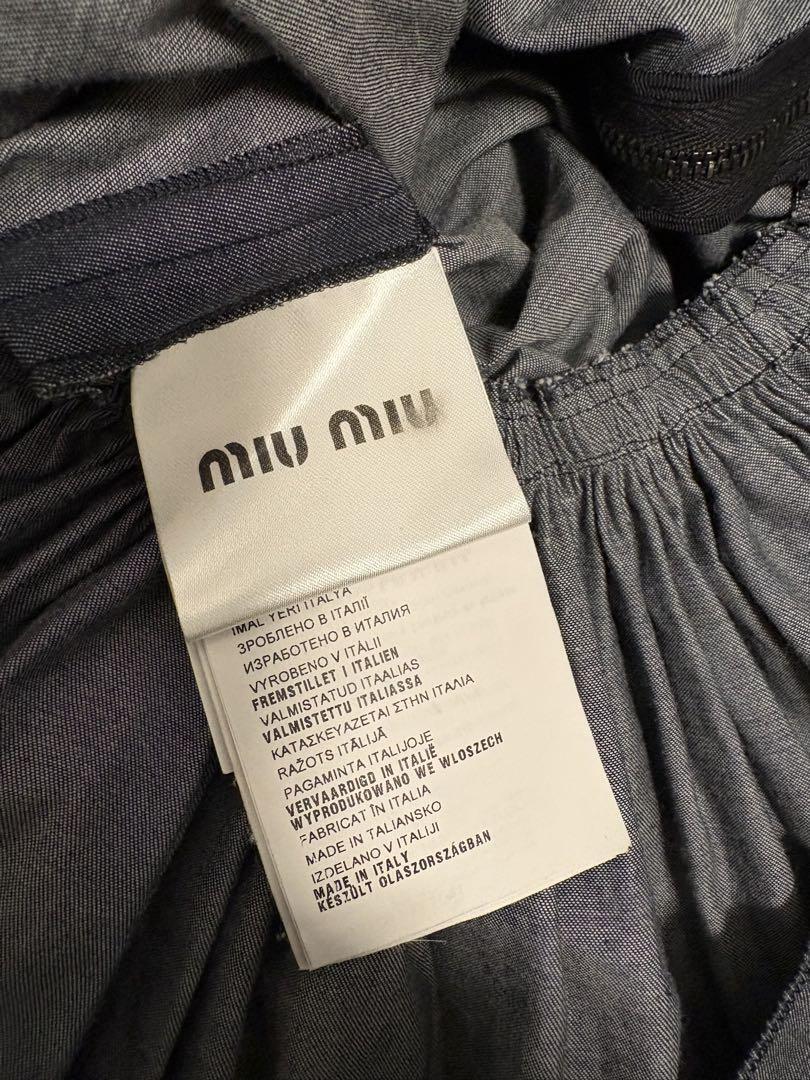 MIU MIU
IMAL YERI ITALYA
ЗРОБЛЕНО В ІТАЛІЇ
ИЗРАБОТЕНО В ИТАЛИЯ
VYROBENO V ITÁLII
FREMSTILLET I ITALIEN
VALMISTATUD ITAALIAS
VALMISTETTU ITALIASSA
ΚΑΤΑΣΚΕΥΑΖΕΤΑΙ ΣΤΗΝ ΙΤΑΛΙΑ
RAŽOTS ITĀLIJĀ
PAGAMINTA ITALIJOJE
VERVAARDIGD IN ITALIË
WYPRODUKOWANO WE WLOSZECH
FABRICAT ÎN ITALIA
MADE IN TALIANSKO
IZDELANO V ITALIJI
MADE IN ITALY
KÉSZÜLT OLASZORSZÁGBAN